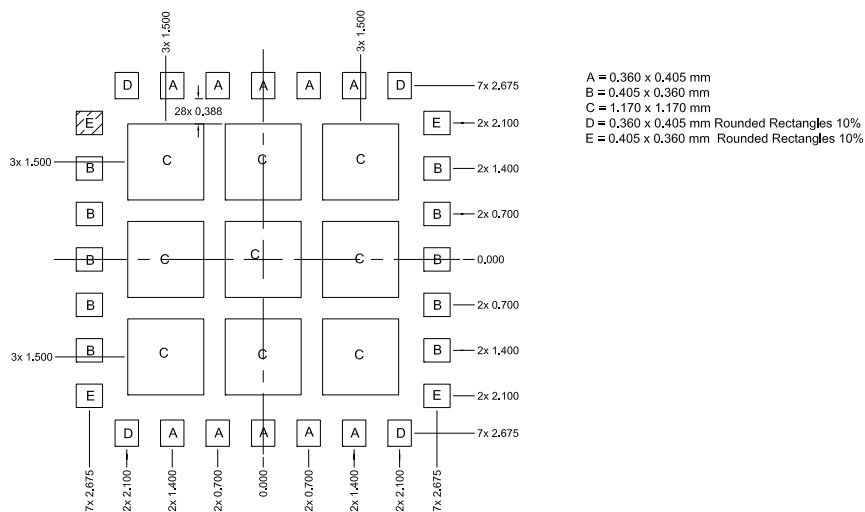 3x 1.500
3x 1.500
D A A A A A D
7x 2.675
28x 0.388
E
E
2x 2.100
3x 1.500
C
C
C
B
B
2x 1.400
B
B
2x 0.700
B
C
C
C
B
0.000
B
B
2x 0.700
3x 1.500
B
C
C
C
B
2x 1.400
E
E
2x 2.100
D A A A A A D
7x 2.675
7x 2.675
2x 2.100
2x 1.400
2x 0.700
0.000
2x 0.700
2x 1.400
2x 2.100
7x 2.675
A = 0.360 x 0.405 mm
B = 0.405 x 0.360 mm
C = 1.170 x 1.170 mm
D = 0.360 x 0.405 mm Rounded Rectangles 10%
E = 0.405 x 0.360 mm Rounded Rectangles 10%